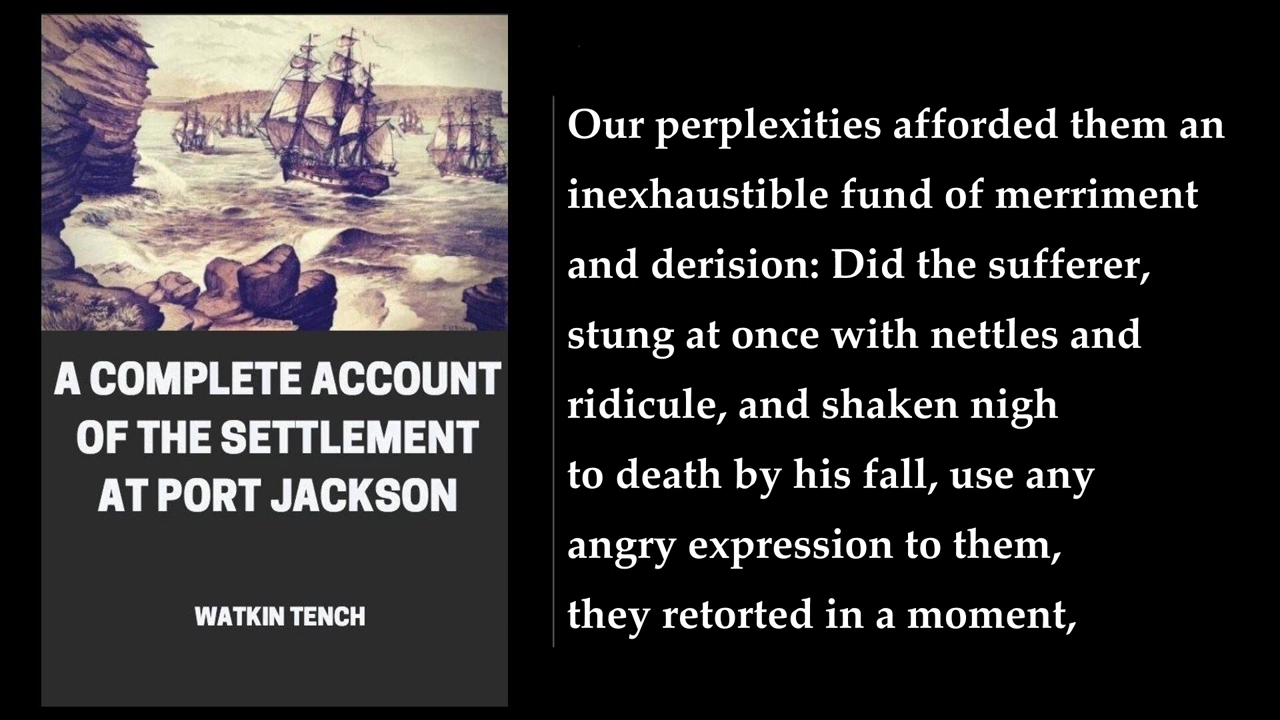 A COMPLETE ACCOUNT
OF THE SETTLEMENT
AT PORT JACKSON
WATKIN TENCH
Our perplexities afforded them an
inexhaustible fund of merriment
and derision: Did the sufferer,
stung at once with nettles and
ridicule, and shaken nigh
to death by his fall, use any
angry expression to them,
they retorted in a moment,